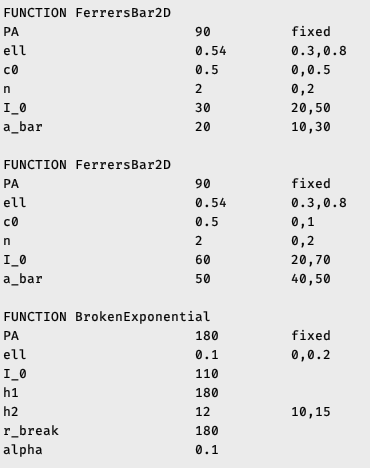 FUNCTION FerrersBar2D
PA 90 fixed
ell 0.54 0.3,0.8
c0 0.5 0,0.5
n 2 0,2
I_0 30 20,50
a_bar 20 10,30
FUNCTION FerrersBar2D
PA 90 fixed
ell 0.54 0.3,0.8
c0 0.5 0,1
n 2 0,2
I_0 60 20,70
a_bar 50 40,50
FUNCTION BrokenExponential
PA 180 fixed
ell 0.1 0,0.2
I_0 110
h1 180
h2 12 10,15
r_break 180
alpha 0.1